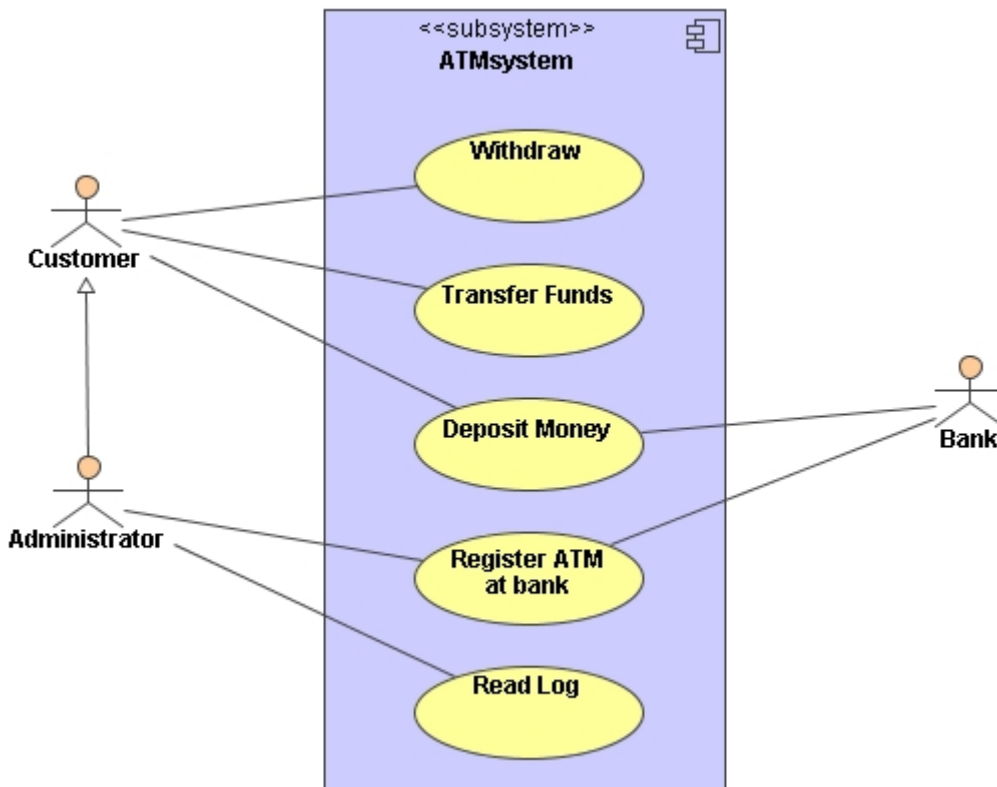 <<subsystem>>
ATMsystem
Withdraw
Customer
Transfer Funds
Deposit Money
Bank
Administrator
Register ATM
at bank
Read Log